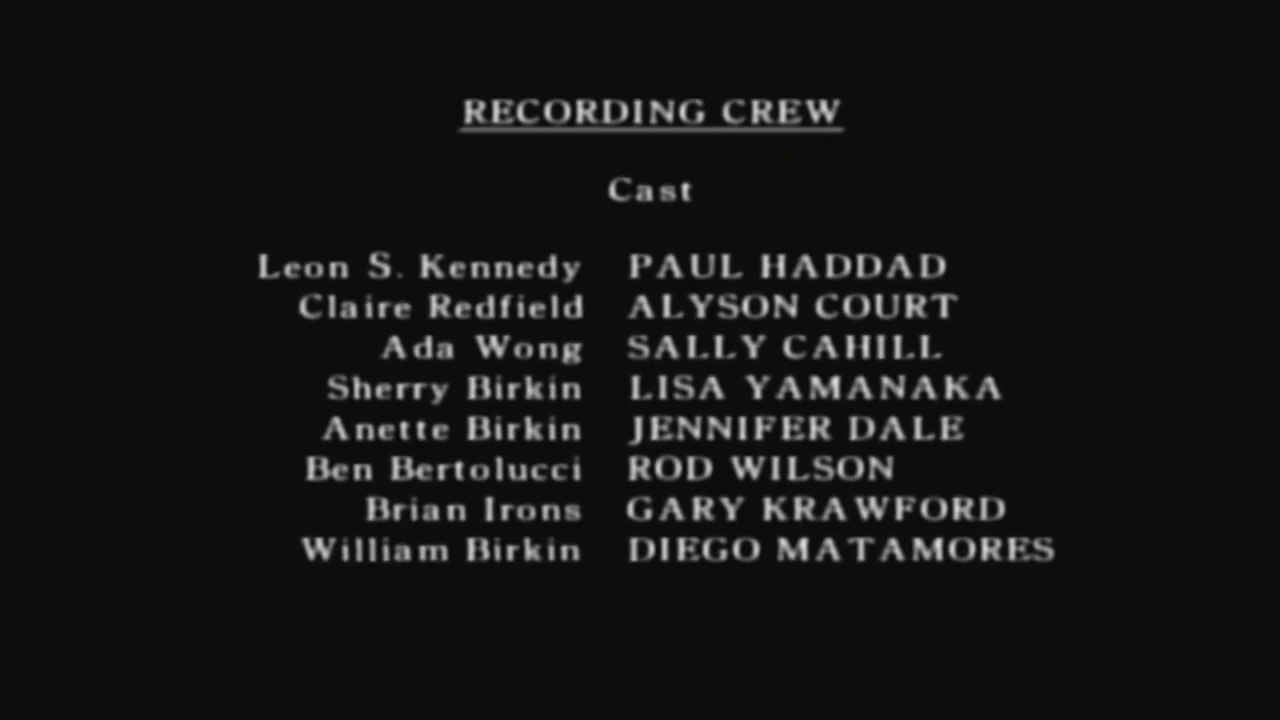 RECORDING CREW
Cast
Leon S. Kennedy PAUL HADDAD
Claire Redfield ALYSON COURT
Ada Wong SALLY CAHILL
Sherry Birkin LISA YAMANAKA
Anette Birkin JENNIFER DALE
Ben Bertolucci ROD WILSON
Brian Irons GARY KRAWFORD
William Birkin DIEGO MATAMORES